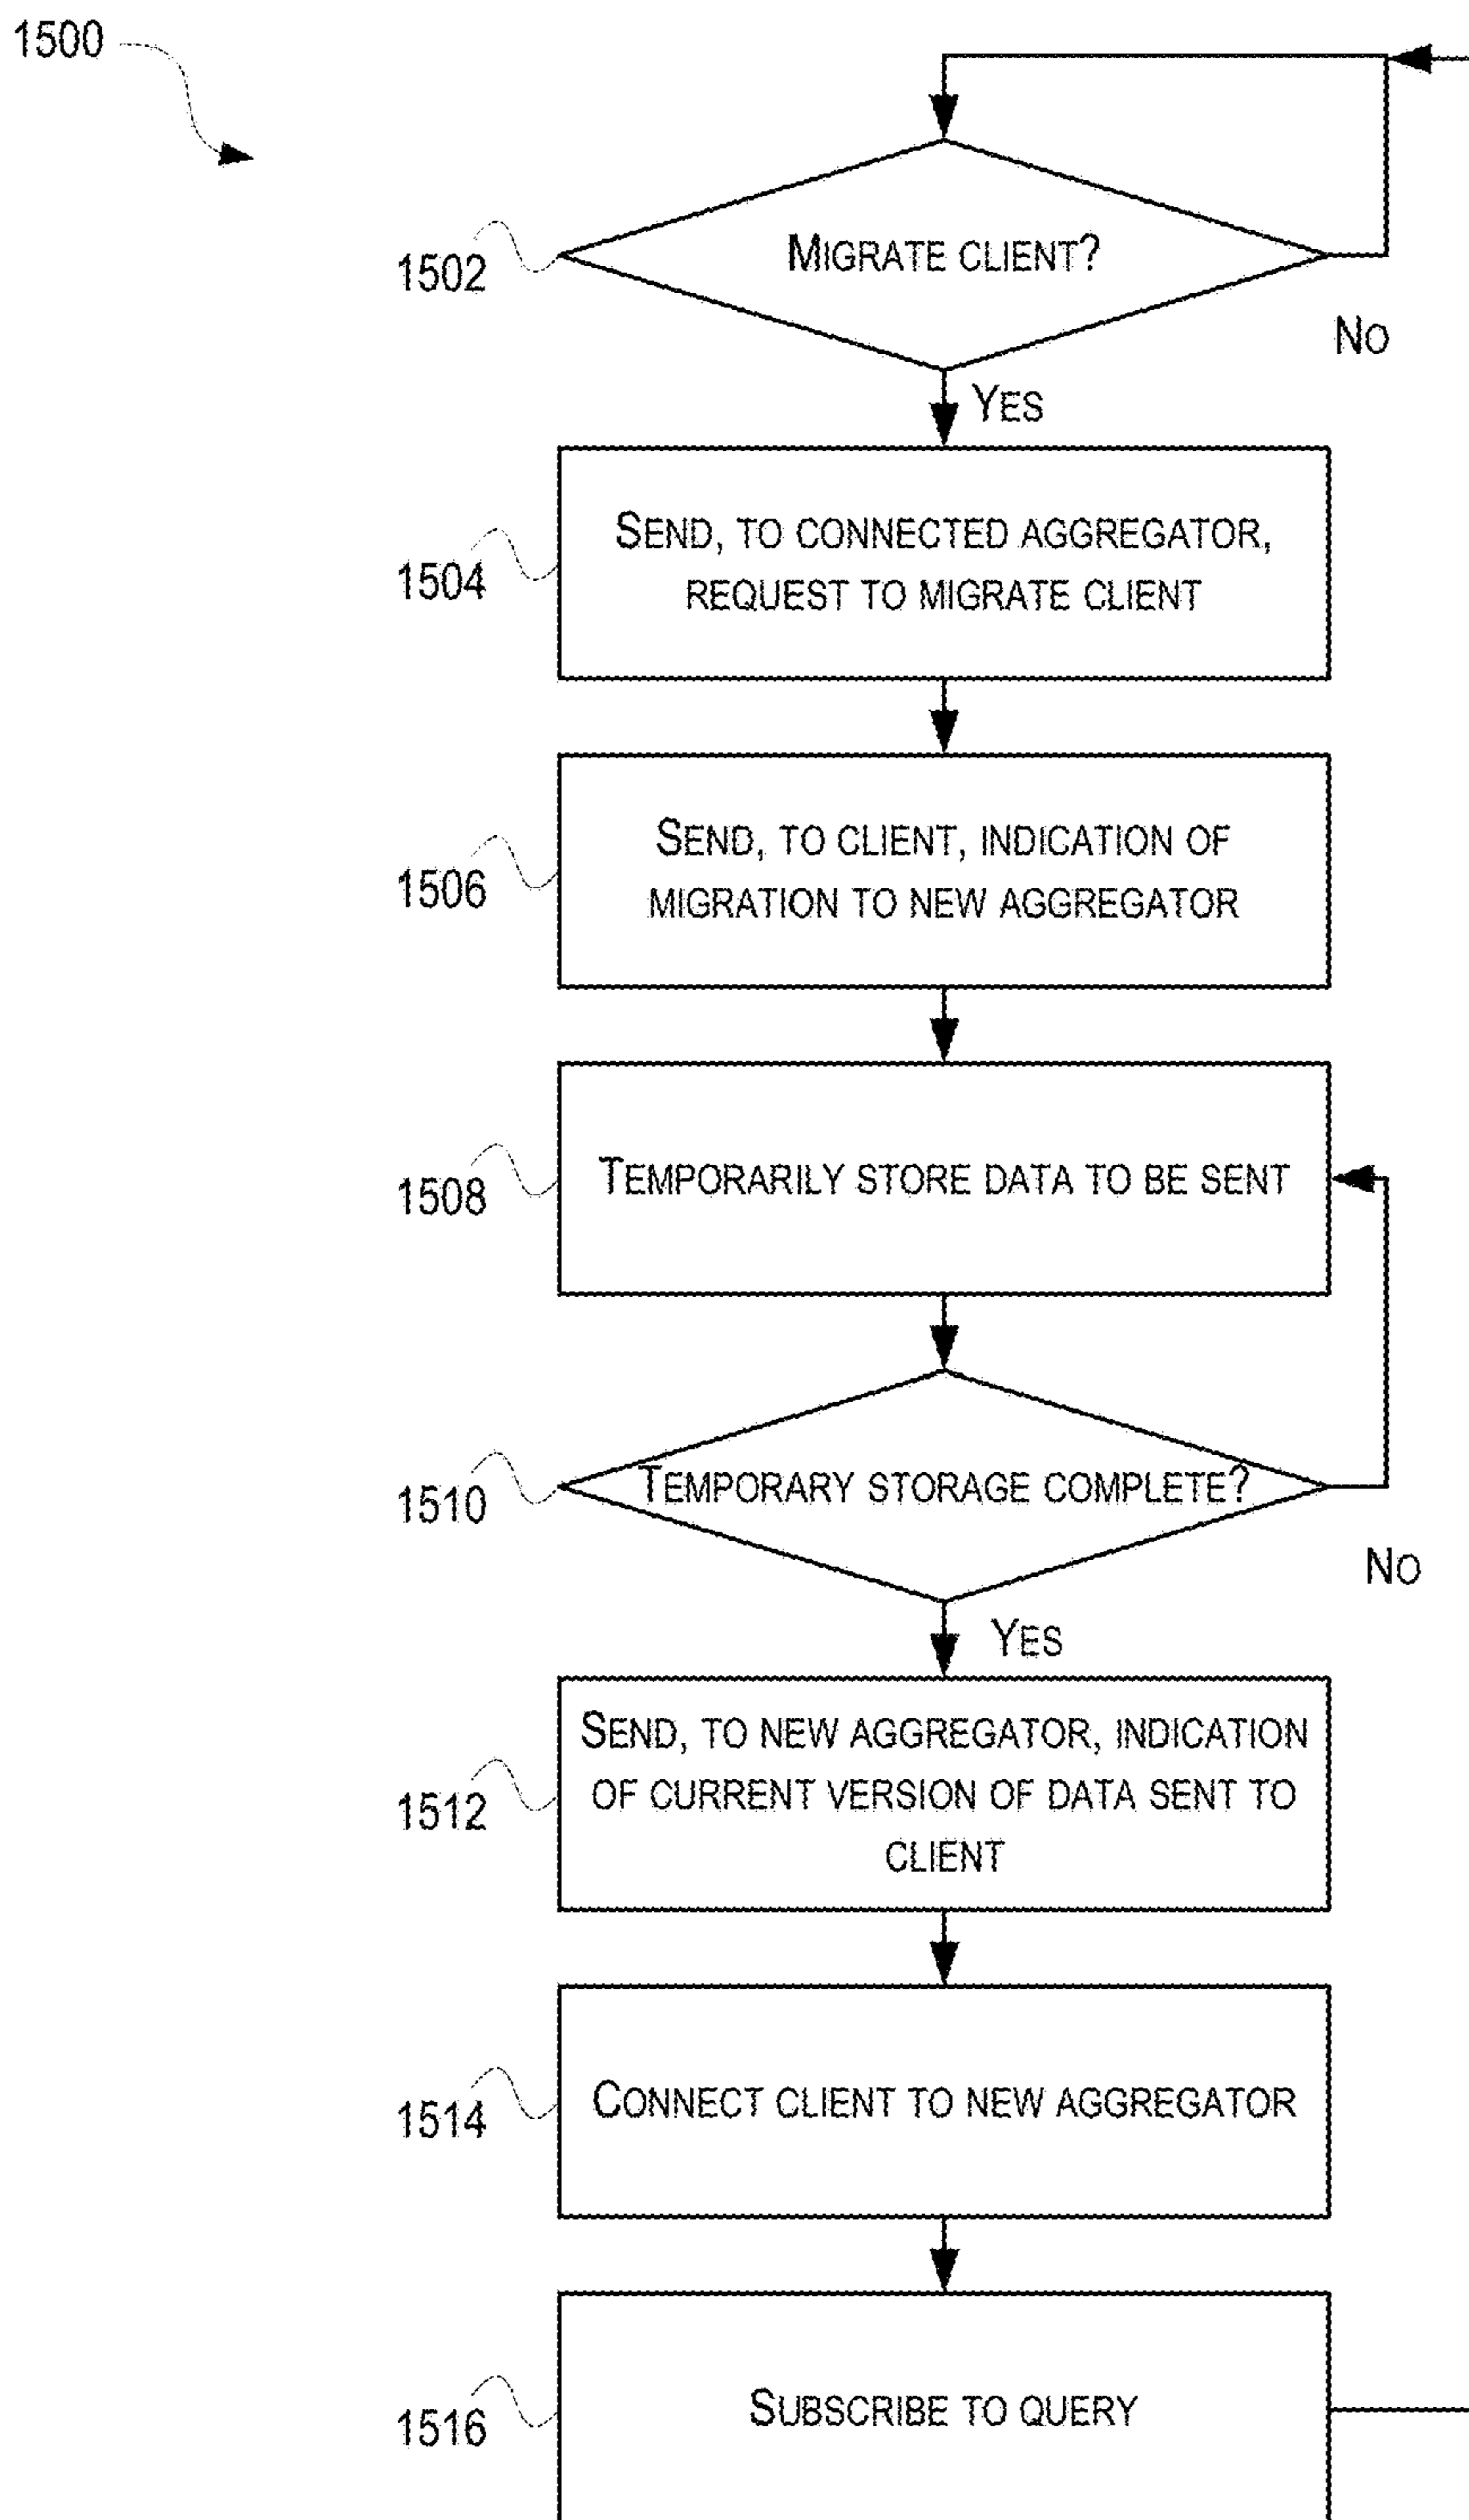 1500
MIGRATE CLIENT?
1502
NO
YES
SEND, TO CONNECTED AGGREGATOR,
REQUEST TO MIGRATE CLIENT
1504
SEND, TO CLIENT, INDICATION OF
MIGRATION TO NEW AGGREGATOR
1506
TEMPORARILY STORE DATA TO BE SENT
1508
TEMPORARY STORAGE COMPLETE?
1510
NO
YES
SEND, TO NEW AGGREGATOR, INDICATION
OF CURRENT VERSION OF DATA SENT TO
CLIENT
1512
CONNECT CLIENT TO NEW AGGREGATOR
1514
SUBSCRIBE TO QUERY
1516